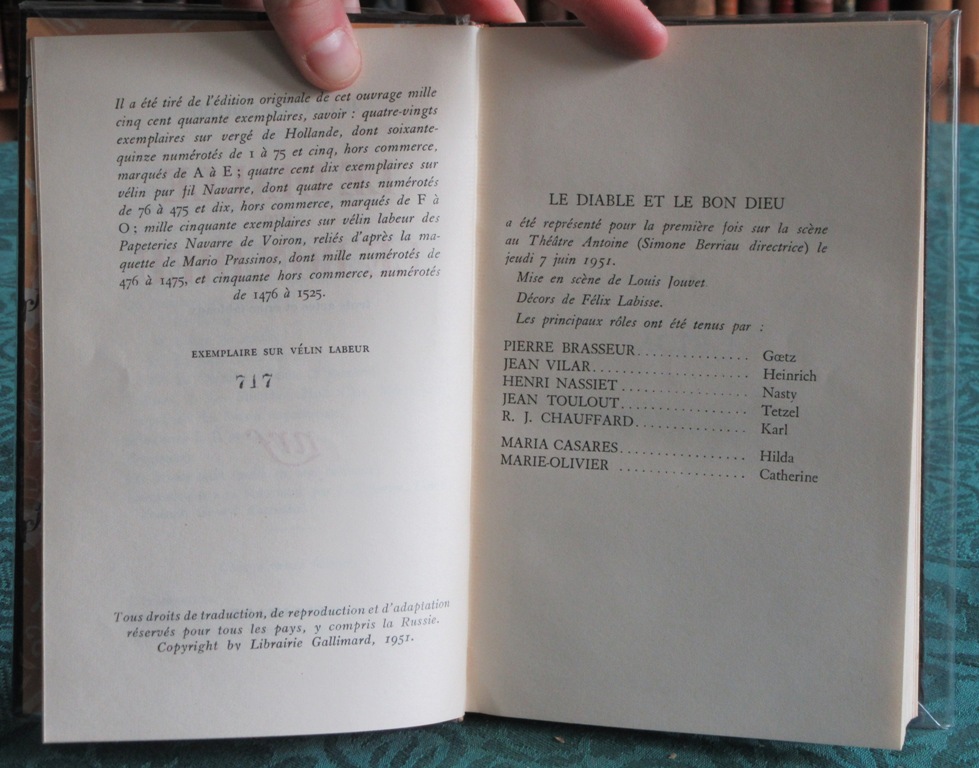 Il a été tiré de l'édition originale de cet ouvrage mille
cinq cent quarante exemplaires, savoir : quatre-vingts
exemplaires sur vergé de Hollande, dont soixante-
quinze numérotés de 1 à 75 et cinq, hors commerce,
marqués de A à E ; quatre cent dix exemplaires sur
vélin pur fil Navarre, dont quatre cents numérotés
de 76 à 475 et dix, hors commerce, marqués de F à
O ; mille cinquante exemplaires sur vélin labeur des
Papeteries Navarre de Voiron, reliés d'après la ma-
quette de Mario Prassinos, dont mille numérotés de
476 à 1475, et cinquante hors commerce, numérotés
de 1476 à 1525.
EXEMPLAIRE SUR VÉLIN LABEUR
717
Tous droits de traduction, de reproduction et d'adaptation
réservés pour tous les pays, y compris la Russie.
Copyright by Librairie Gallimard, 1951.
LE DIABLE ET LE BON DIEU
a été représenté pour la première fois sur la scène
au Théâtre Antoine (Simone Berriau directrice) le
jeudi 7 juin 1951.
Mise en scène de Louis Jouvet
Décors de Félix Labisse.
Les principaux rôles ont été tenus par :
PIERRE BRASSEUR............... Gœtz
JEAN VILAR.................... Heinrich
HENRI NASSIET ................ Nasty
JEAN TOULOUT................. Tetzel
R. J. CHAUFFARD............... Karl
MARIA CASARES................ Hilda
MARIE-OLIVIER ................ Catherine